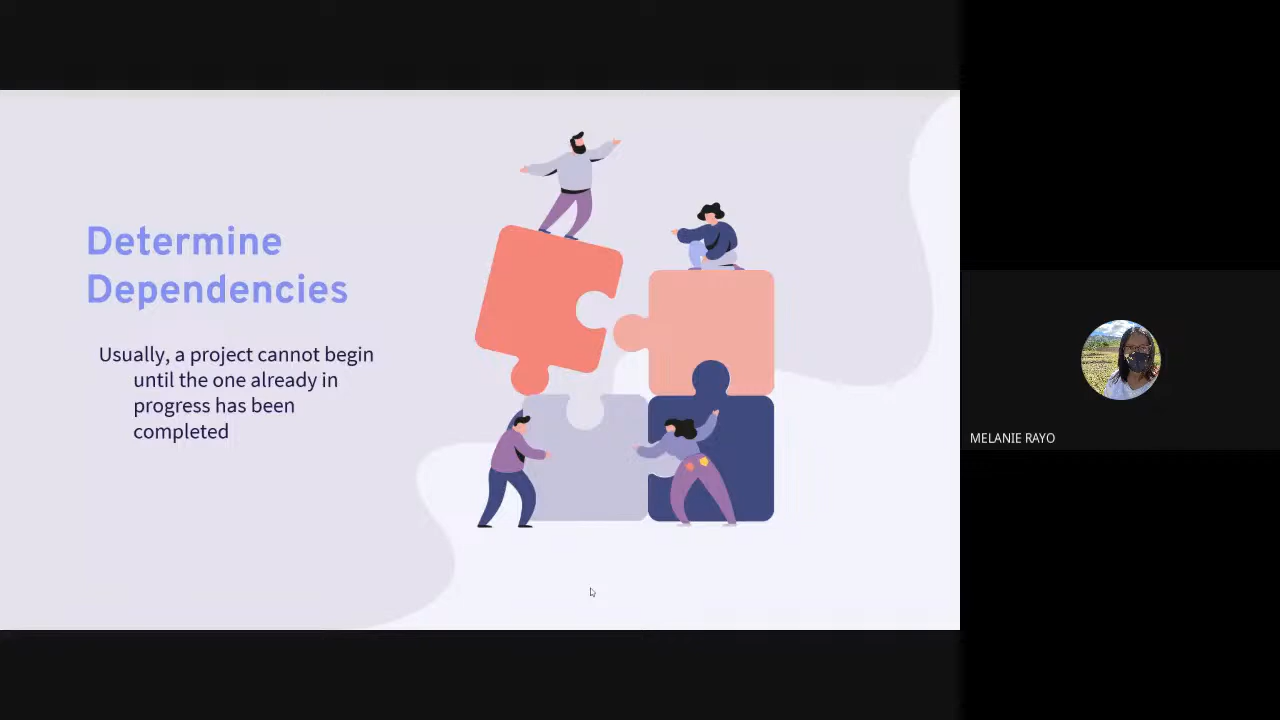 Determine
Dependencies
Usually, a project cannot begin
until the one already in
progress has been
completed
MELANIE RAYO